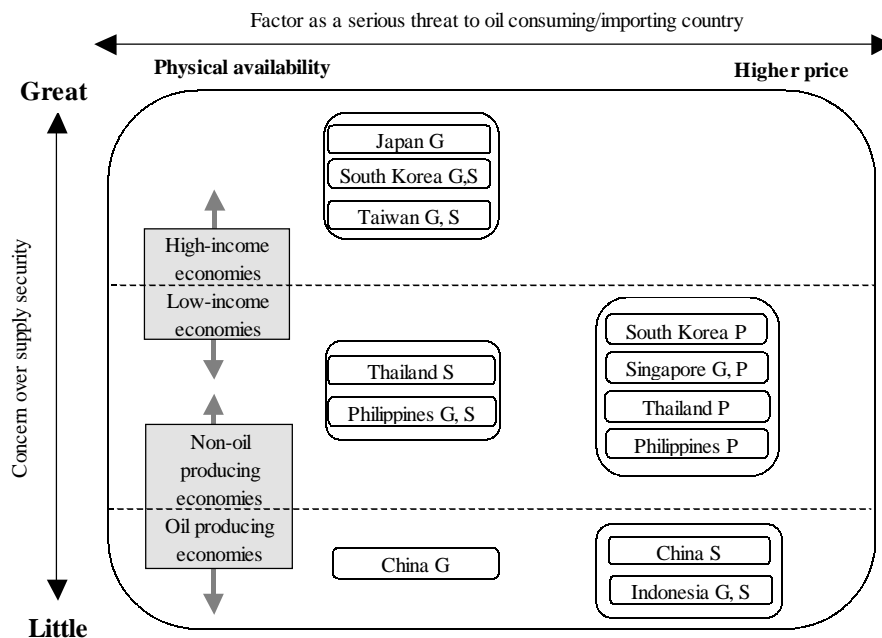 Factor as a serious threat to oil consuming/importing country
Physical availability
Higher price
Great
Concern over supply security
Japan G
South Korea G,S
Taiwan G, S
High-income
economies
Low-income
economies
South Korea P
Singapore G, P
Thailand P
Philippines P
Thailand S
Philippines G, S
Non-oil
producing
economies
Oil producing
economies
China G
China S
Indonesia G, S
Little